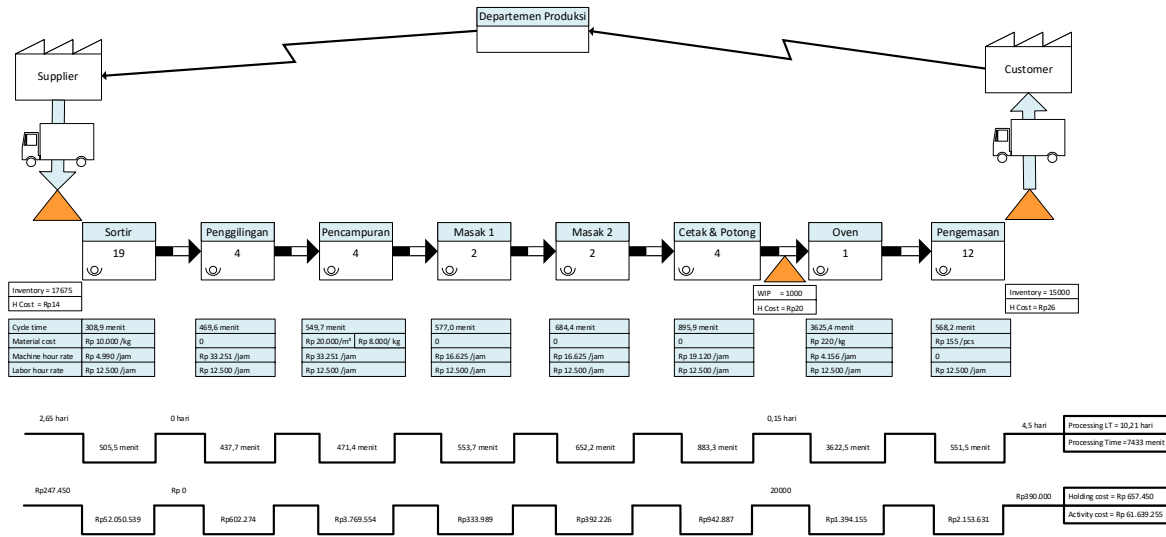 Departemen Produksi
Supplier
Customer
Sortir
19
Penggilingan
4
Pencampuran
4
Masak 1
2
Masak 2
2
Cetak & Potong
4
Oven
1
Pengemasan
12
Inventory = 17675
H Cost = Rp14
WIP = 1000
H Cost = Rp20
Inventory = 15000
H Cost = Rp26
Cycle time 308,9 menit 469,6 menit 549,7 menit 577,0 menit 684,4 menit 895,9 menit 3625,4 menit 568,2 menit
Material cost Rp 10.000 /kg 0 Rp 20.000/m³ Rp 8.000/ kg 0 0 0 Rp 220/kg Rp 155 /pcs
Machine hour rate Rp 4.990 /jam Rp 33.251 /jam Rp 33.251 /jam Rp 16.625 /jam Rp 16.625 /jam Rp 19.120 /jam Rp 4.156 /jam 0
Labor hour rate Rp 12.500 /jam Rp 12.500 /jam Rp 12.500 /jam Rp 12.500 /jam Rp 12.500 /jam Rp 12.500 /jam Rp 12.500 /jam Rp 12.500 /jam
2,65 hari 0 hari 0,15 hari 4,5 hari
505,5 menit 437,7 menit 471,4 menit 553,7 menit 652,2 menit 883,3 menit 3622,5 menit 551,5 menit
Processing LT = 10,21 hari
Processing Time =7433 menit
Rp247.450 Rp 0 20000 Rp390.000
Rp52.050.539 Rp602.274 Rp3.769.554 Rp333.989 Rp392.226 Rp942.887 Rp1.394.155 Rp2.153.631
Holding cost = Rp 657.450
Activity cost = Rp 61.639.255